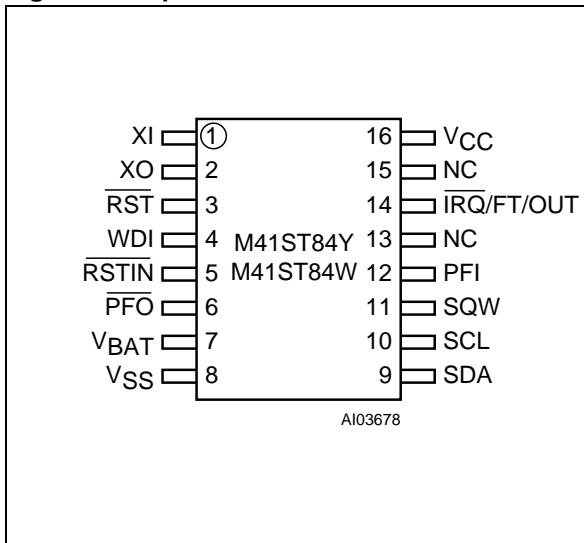 XI 1 16 VCC
XO 2 15 NC
RST 3 14 IRQ/FT/OUT
WDI 4 M41ST84Y 13 NC
RSTIN 5 M41ST84W 12 PFI
PFO 6 11 SQW
VBAT 7 10 SCL
VSS 8 9 SDA
AI03678